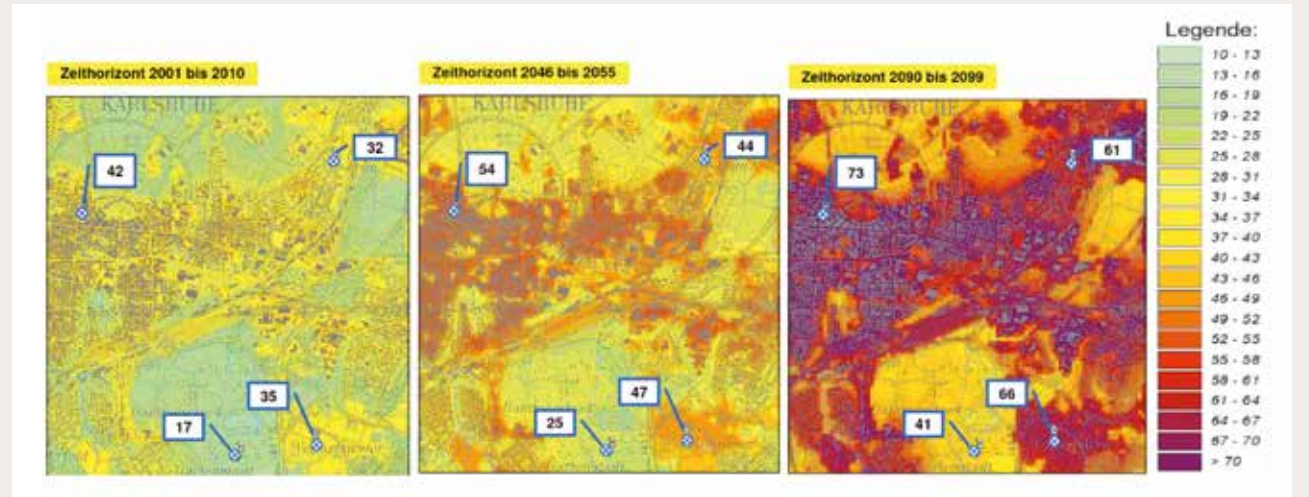 Legende:
Zeithorizont 2001 bis 2010
Zeithorizont 2046 bis 2055
Zeithorizont 2090 bis 2099
KARLSRUHE
KARLSRUHE
KARLSRUHE
42
32
17
35
54
44
25
47
73
61
41
66
10 - 13
13 - 16
16 - 19
19 - 22
22 - 25
25 - 28
28 - 31
31 - 34
34 - 37
37 - 40
40 - 43
43 - 46
46 - 49
49 - 52
52 - 55
55 - 58
58 - 61
61 - 64
64 - 67
67 - 70
> 70